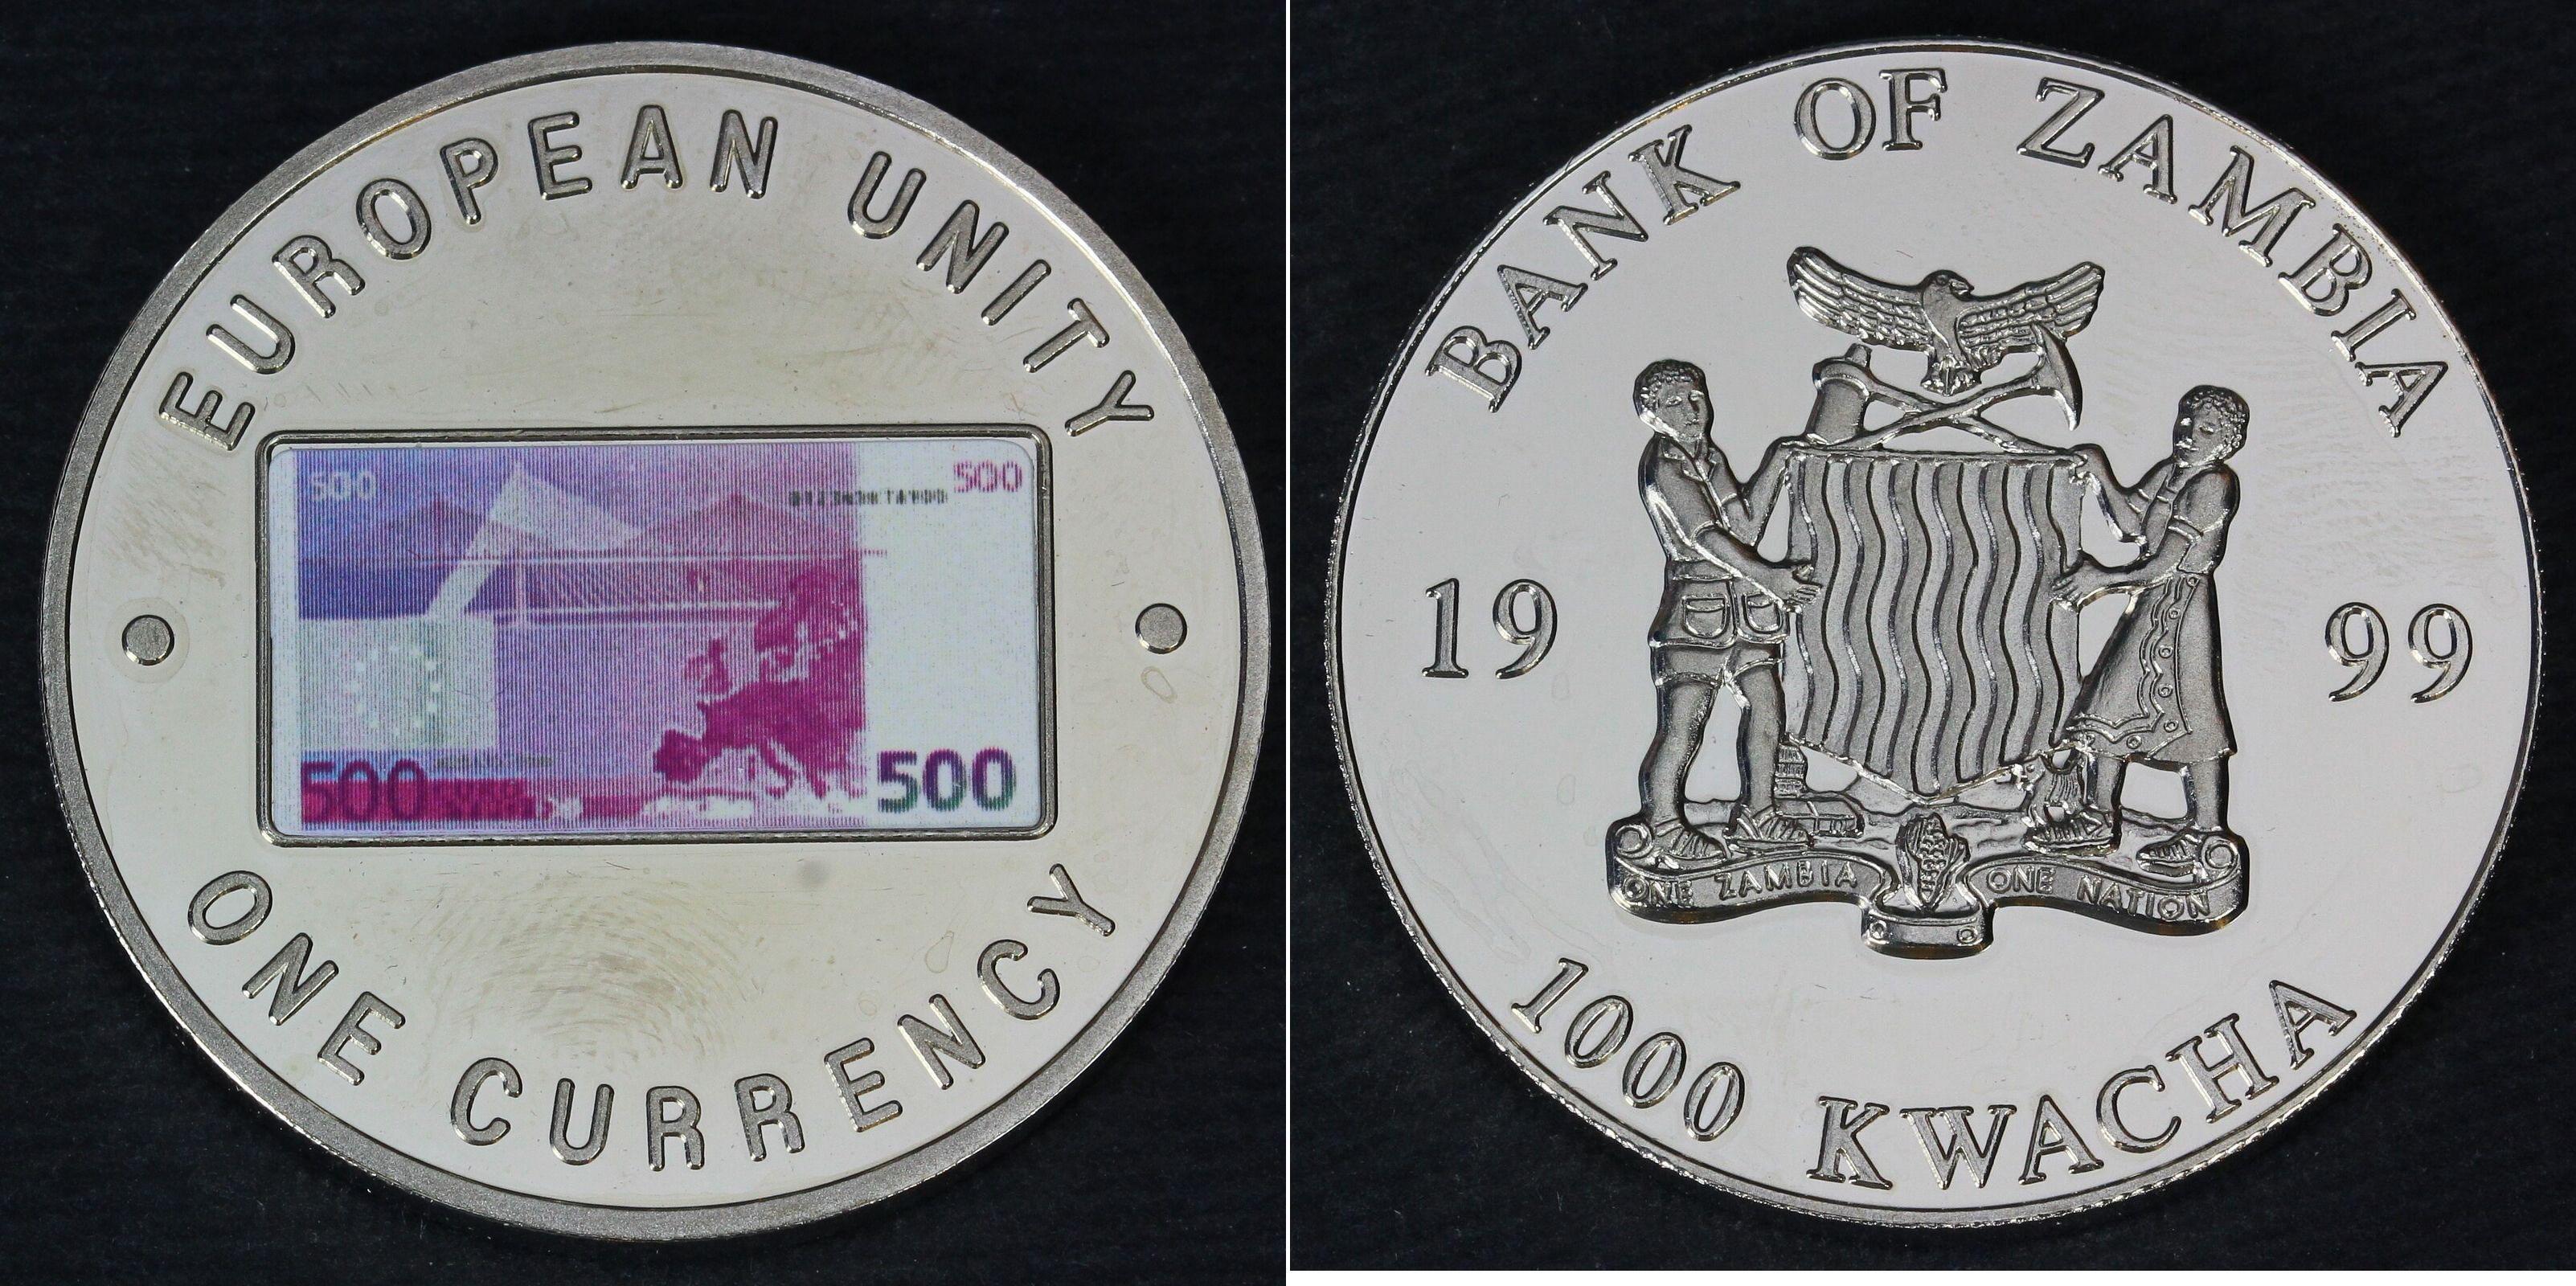 EUROPEAN UNITY
500
500
500
500
ONE CURRENCY
BANK OF ZAMBIA
19 99
ONE ZAMBIA ONE NATION
1000 KWACHA